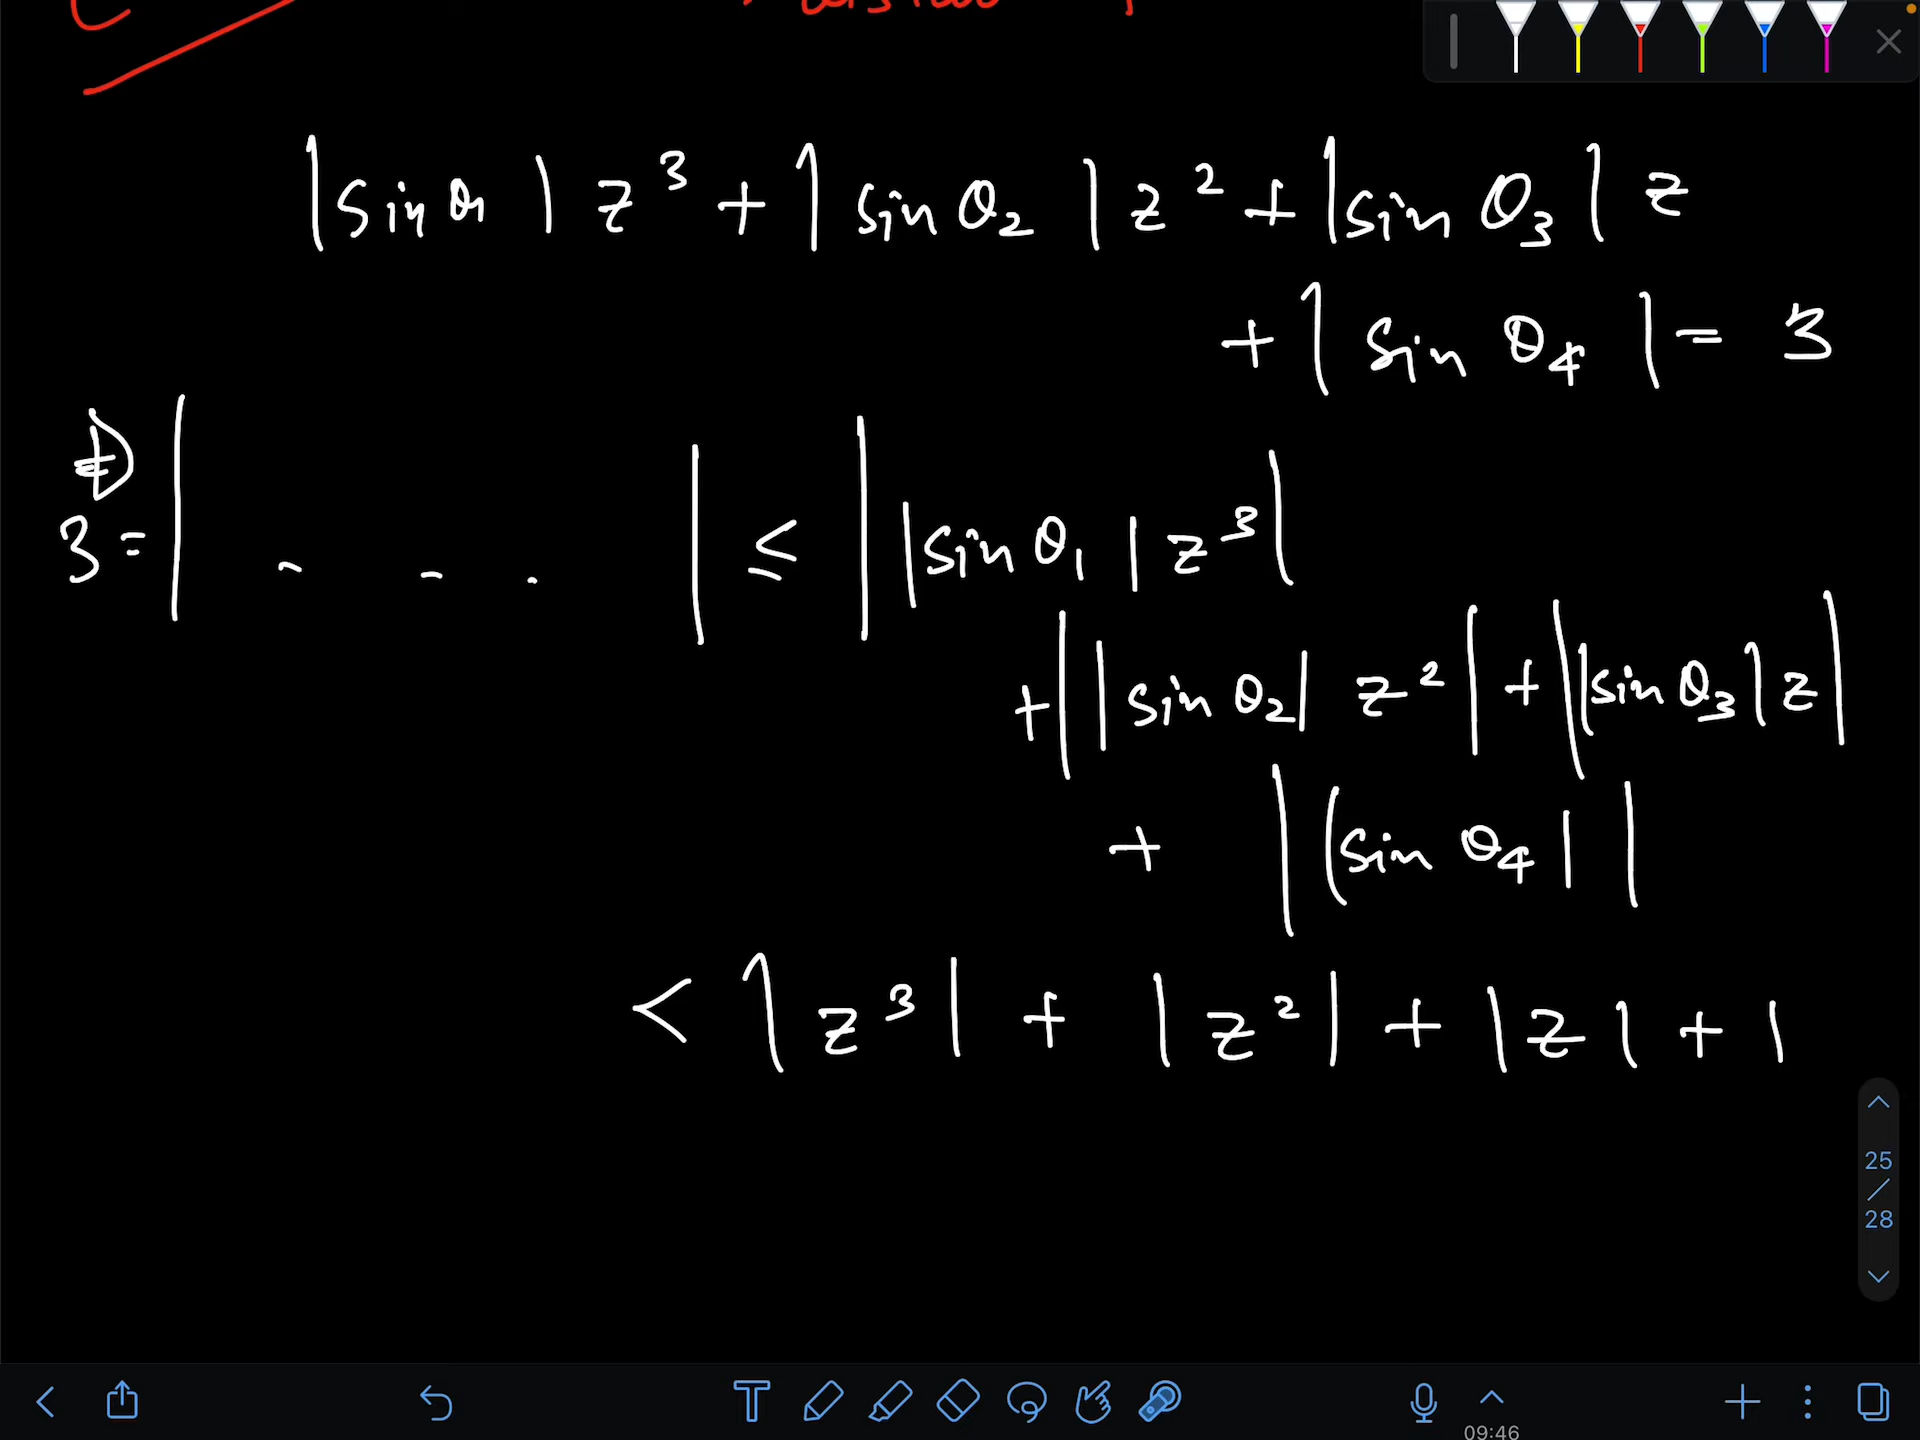 |sin θ1| z³ + |sin θ2| z² + |sin θ3| z
+ |sin θ4| = 3
3 = | . . . | ≤ ||sin θ1| z³|
+ ||sin θ2| z²| + ||sin θ3| z|
+ ||sin θ4||
< |z³| + |z²| + |z| + 1
25
/
28
T
09:46